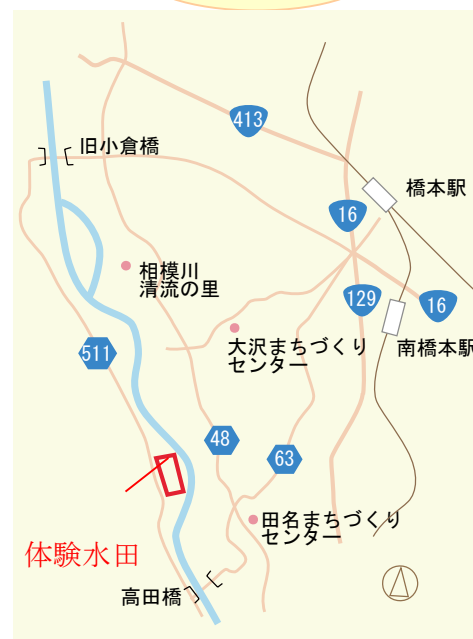 413
旧小倉橋
橋本駅
16
相模川
清流の里
129
16
大沢まちづくり
センター
南橋本駅
511
48
63
田名まちづくり
センター
体験水田
高田橋